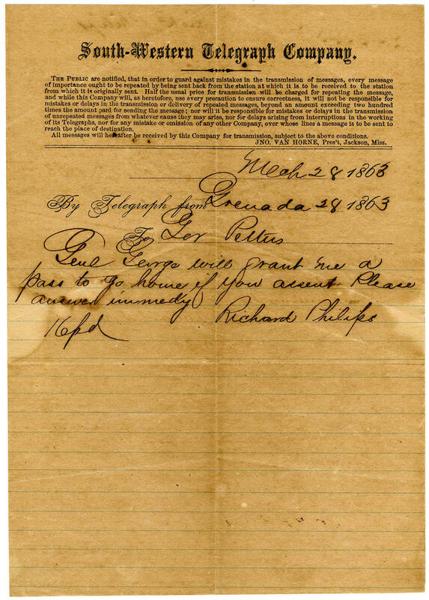 South-Western Telegraph Company.
THE PUBLIC are notified, that in order to guard against mistakes in the transmission of messages, every message
of importance ought to be repeated by being sent back from the station at which it is to be received to the station
from which it is originally sent. Half the usual price for transmission will be charged for repeating the message,
and while this Company will, as heretofore, use every precaution to ensure correctness, it will not be responsible for
mistakes or delays in the transmission or delivery of repeated messages, beyond an amount exceeding two hundred
times the amount paid for sending the message; nor will it be responsible for mistakes or delays in the transmission
of unrepeated messages from whatever cause they may arise, nor for delays arising from interruptions in the working
of its Telegraphs, nor for any mistake or omission of any other Company, over whose lines a message is to be sent to
reach the place of destination.
All messages will hereafter be received by this Company for transmission, subject to the above conditions.
JNO. VAN HORNE, Pres't, Jackson, Miss.
Mch 28 1863
By Telegraph from Grenada 28 1863
To Gov Pettus
Genl George will grant me a
pass to go home if you assent Please
answer immedy
Richard Philips
16pd